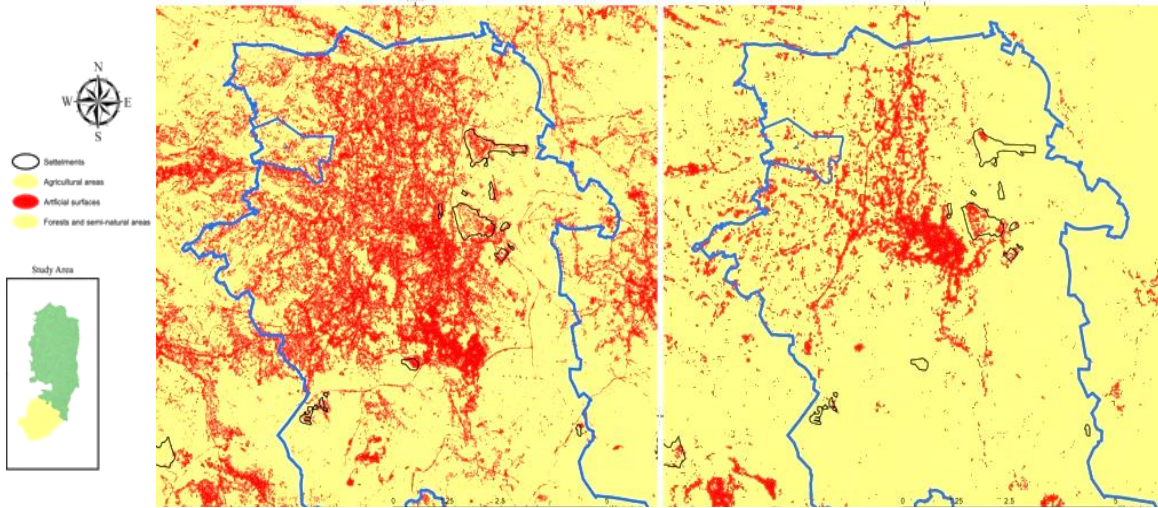 N
W E
S
Settelments
Agricultural areas
Artficial surfaces
Forests and semi-natural areas
Study Area
0 1.25 2.5 5
0 1.25 2.5 5